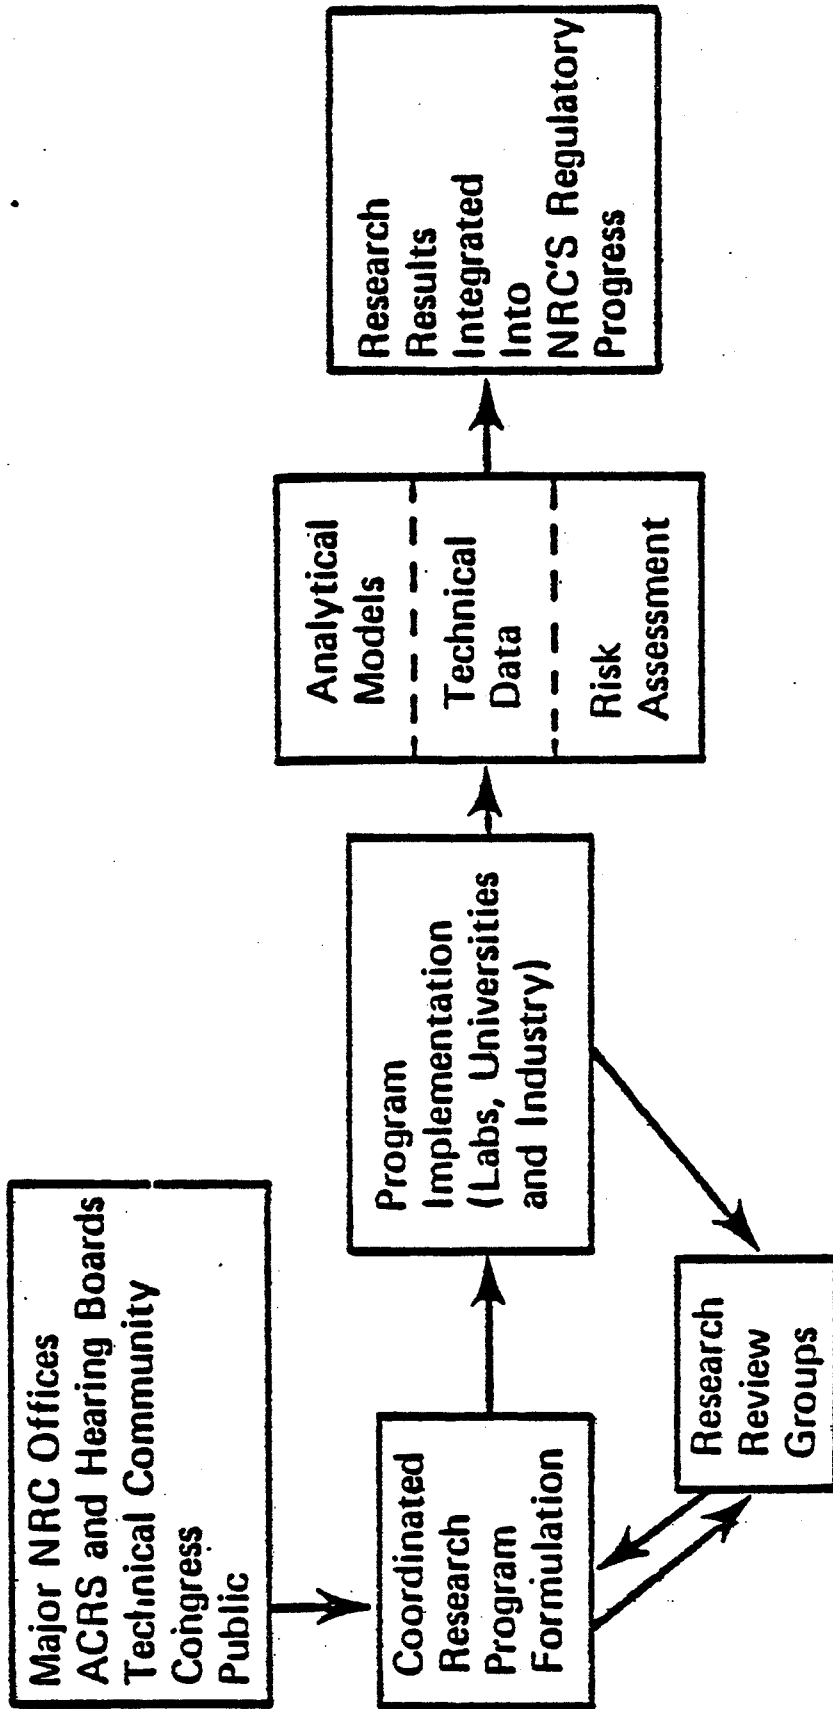 Major NRC Offices
ACRS and Hearing Boards
Technical Community
Congress
Public
Coordinated
Research
Program
Formulation
Research
Review
Groups
Program
Implementation
(Labs, Universities
and Industry)
Analytical
Models
Technical
Data
Risk
Assessment
Research
Results
Integrated
Into
NRC'S Regulatory
Progress